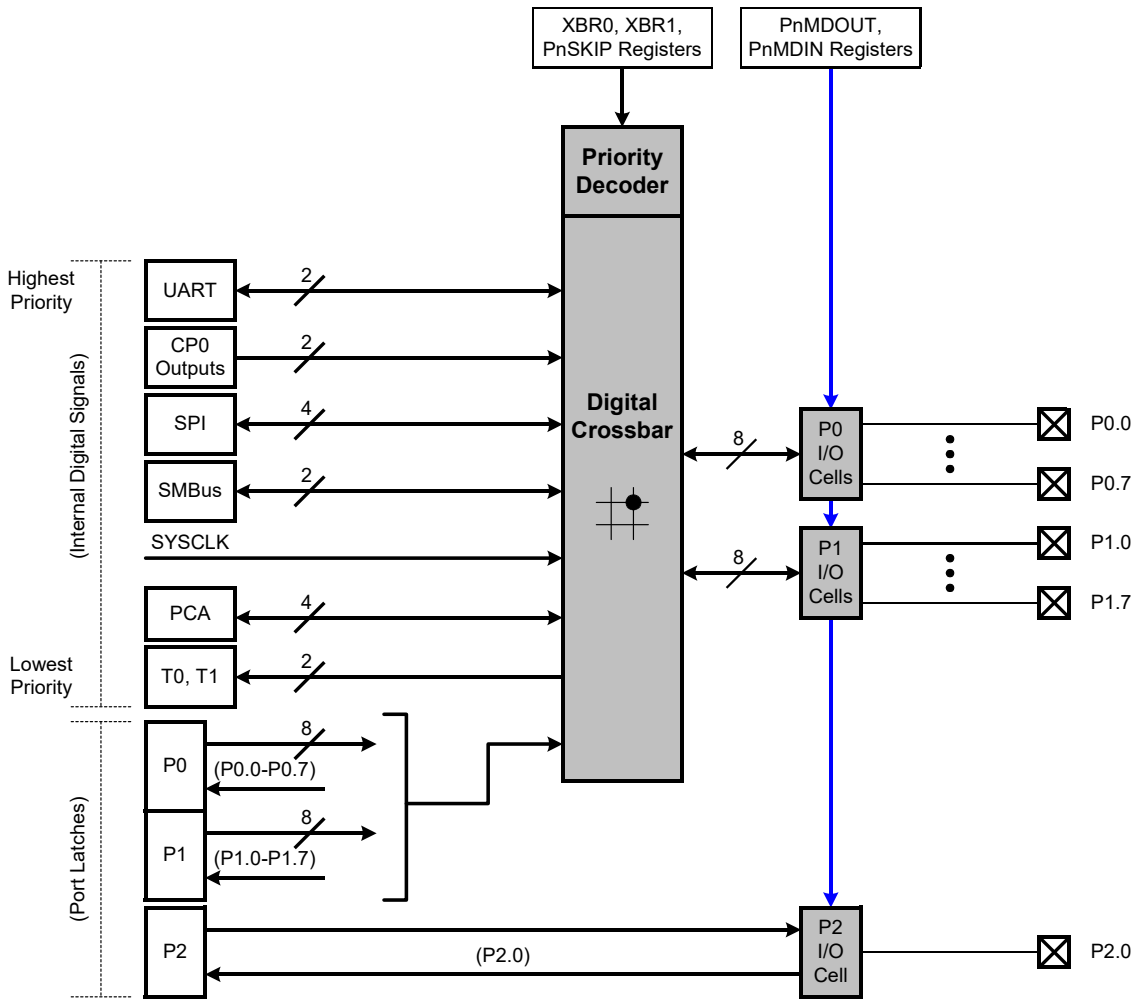 XBR0, XBR1,
PnSKIP Registers
PnMDOUT,
PnMDIN Registers
Priority
Decoder
Highest
Priority
(Internal Digital Signals)
UART
2
CP0
Outputs
2
SPI
4
SMBus
2
SYSCLK
PCA
4
Lowest
Priority
T0, T1
2
Digital
Crossbar
8
P0
I/O
Cells
P0.0
P0.7
8
P1
I/O
Cells
P1.0
P1.7
(Port Latches)
P0
8
(P0.0-P0.7)
P1
8
(P1.0-P1.7)
P2
(P2.0)
P2
I/O
Cell
P2.0